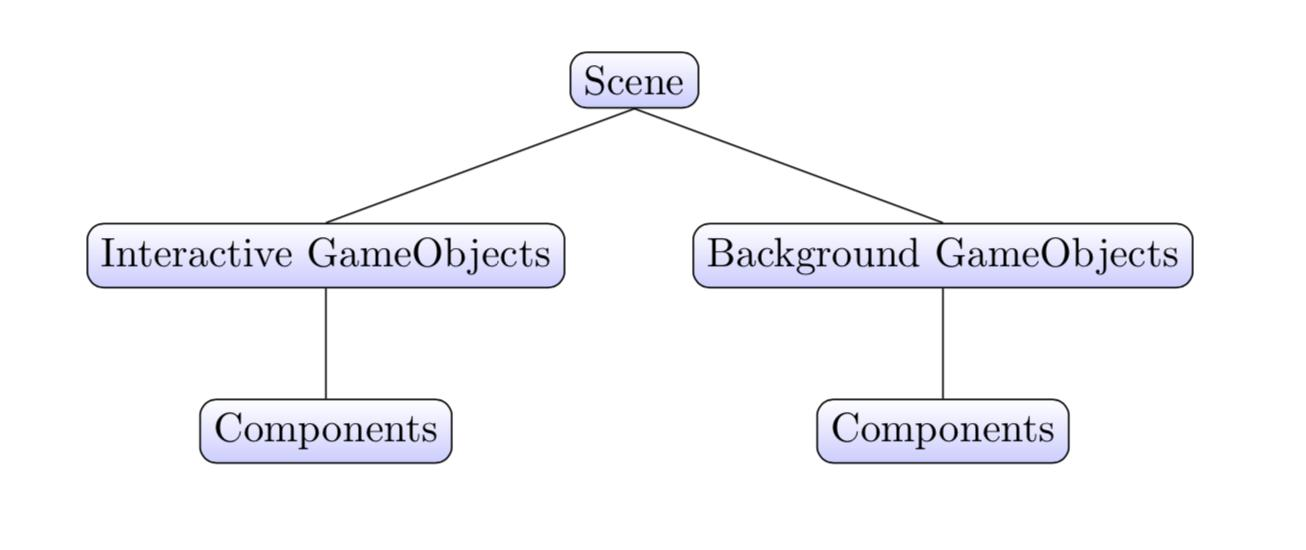 Scene
Interactive GameObjects
Background GameObjects
Components
Components